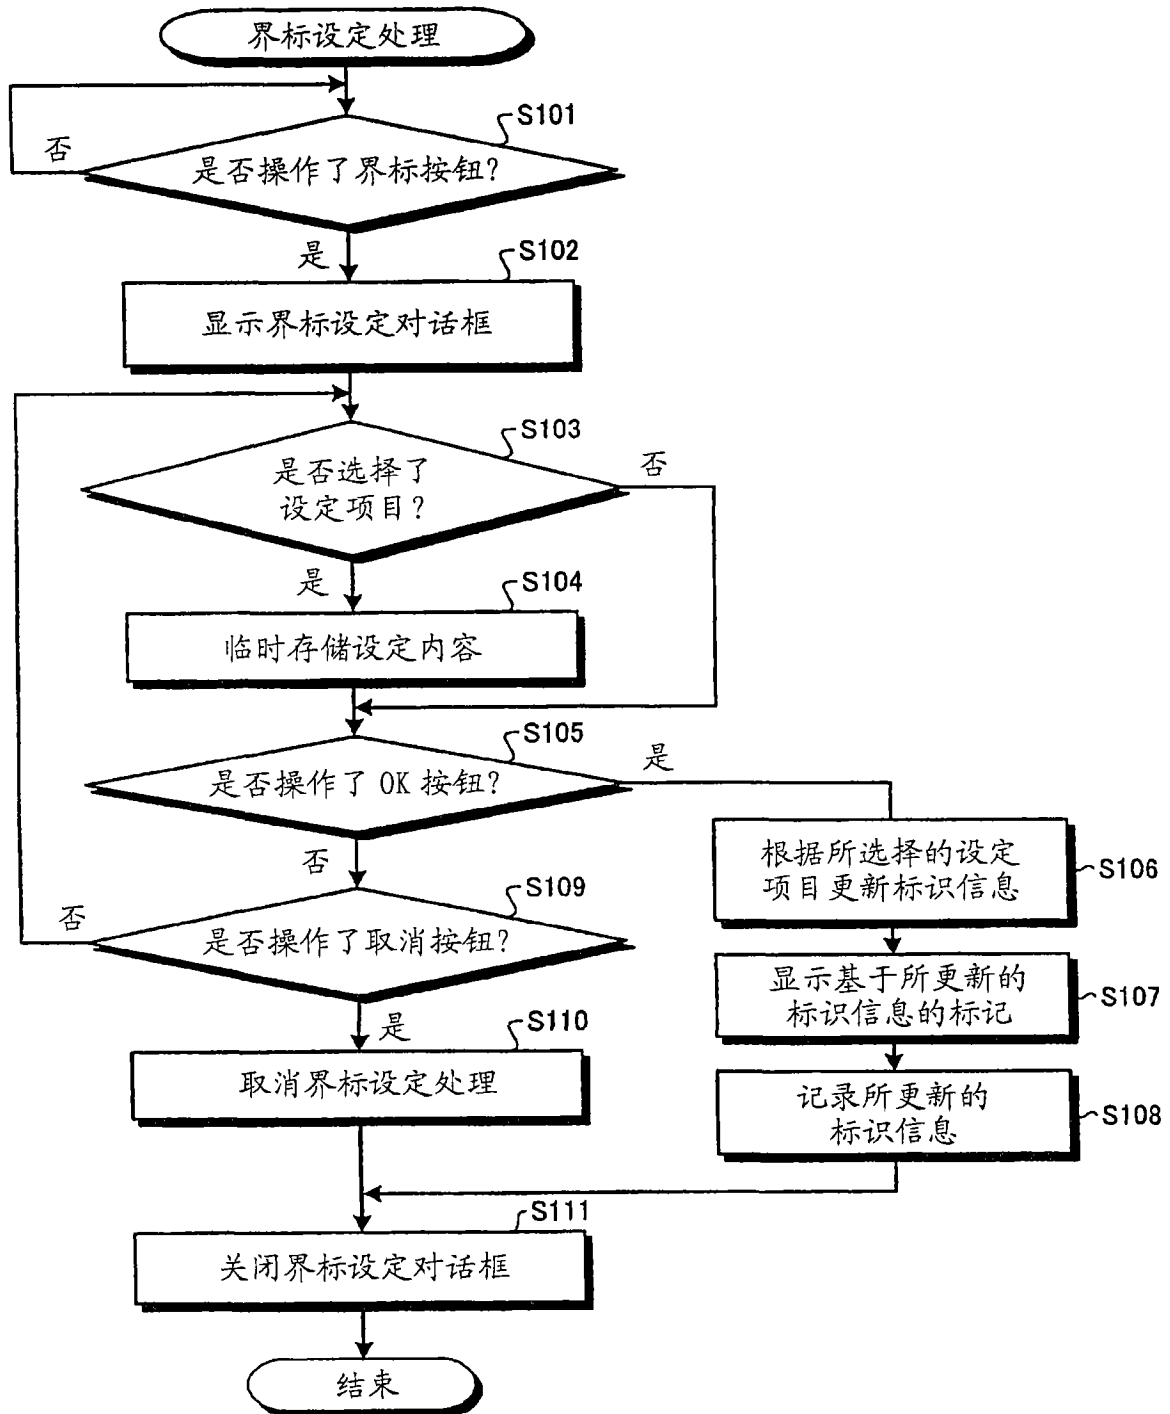 界标设定处理
S101
否
是否操作了界标按钮?
是
S102
显示界标设定对话框
S103
是否选择了
设定项目?
否
是
S104
临时存储设定内容
S105
是否操作了 OK 按钮?
是
根据所选择的设定
项目更新标识信息
S106
否
S109
是否操作了取消按钮?
否
显示基于所更新的
标识信息的标记
S107
是
S110
取消界标设定处理
记录所更新的
标识信息
S108
S111
关闭界标设定对话框
结束